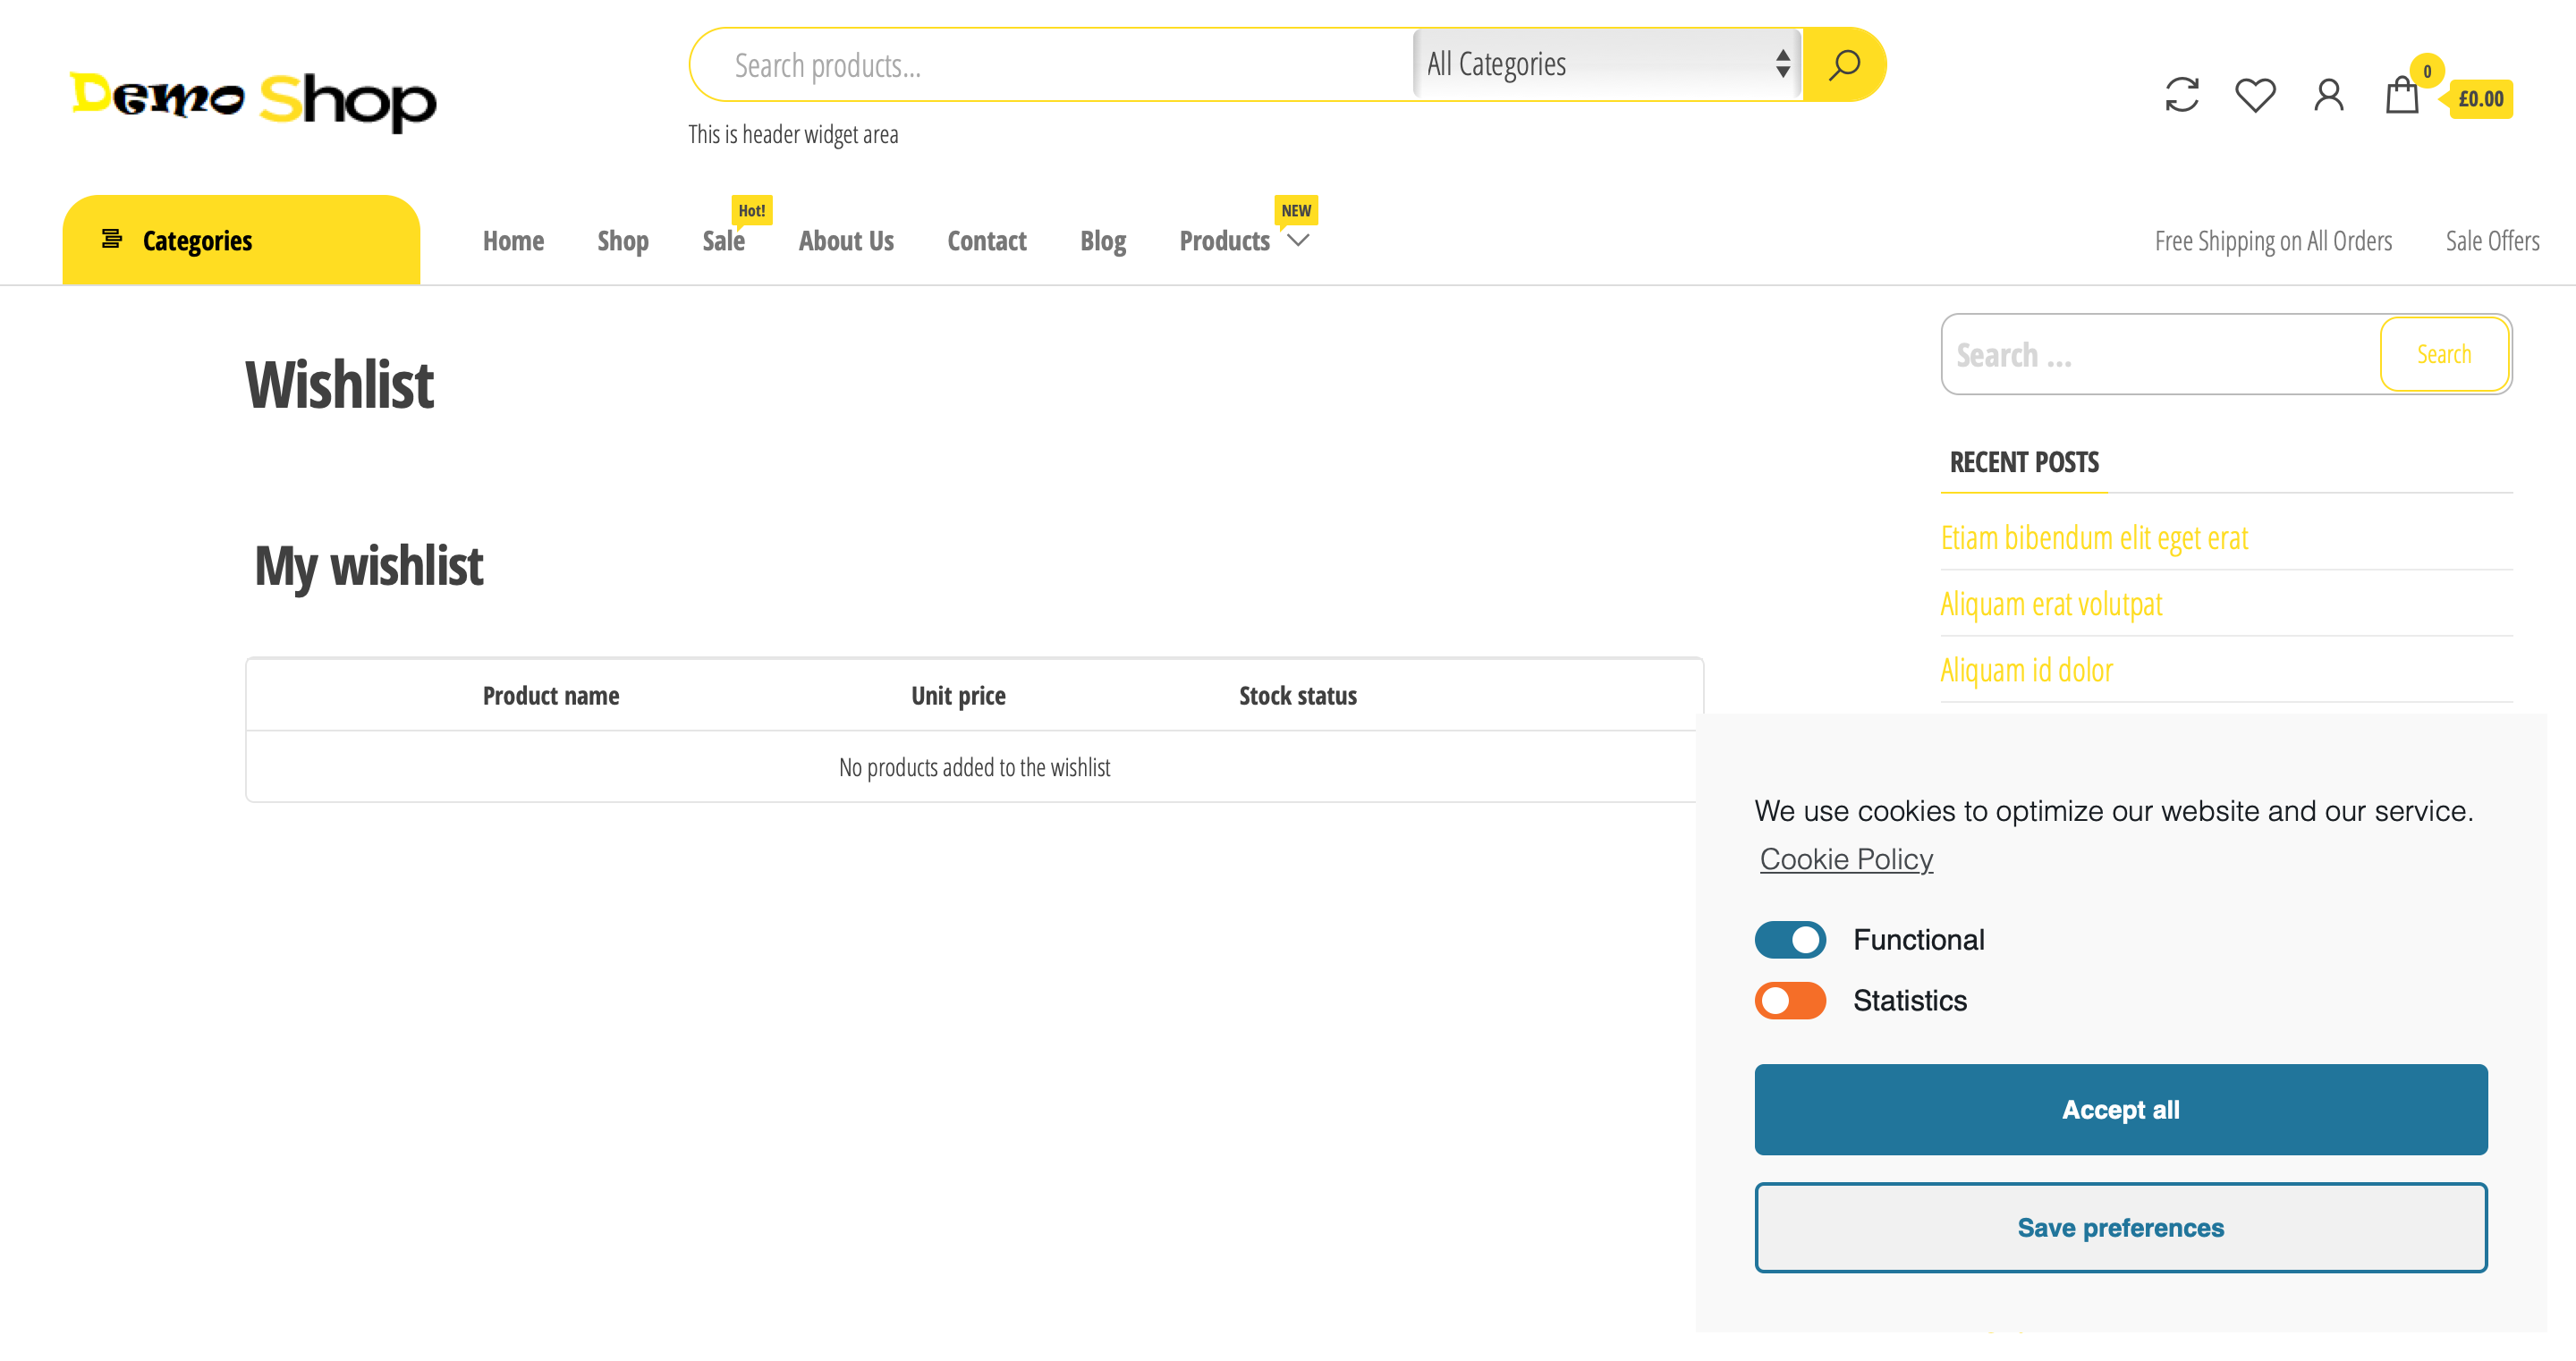 Demo Shop
Search products...
All Categories
This is header widget area
0
£0.00
Categories
Home
Shop
Sale
Hot!
About Us
Contact
Blog
Products
NEW
Free Shipping on All Orders
Sale Offers
Wishlist
My wishlist
Product name
Unit price
Stock status
No products added to the wishlist
Search ...
Search
RECENT POSTS
Etiam bibendum elit eget erat
Aliquam erat volutpat
Aliquam id dolor
We use cookies to optimize our website and our service.
Cookie Policy
Functional
Statistics
Accept all
Save preferences